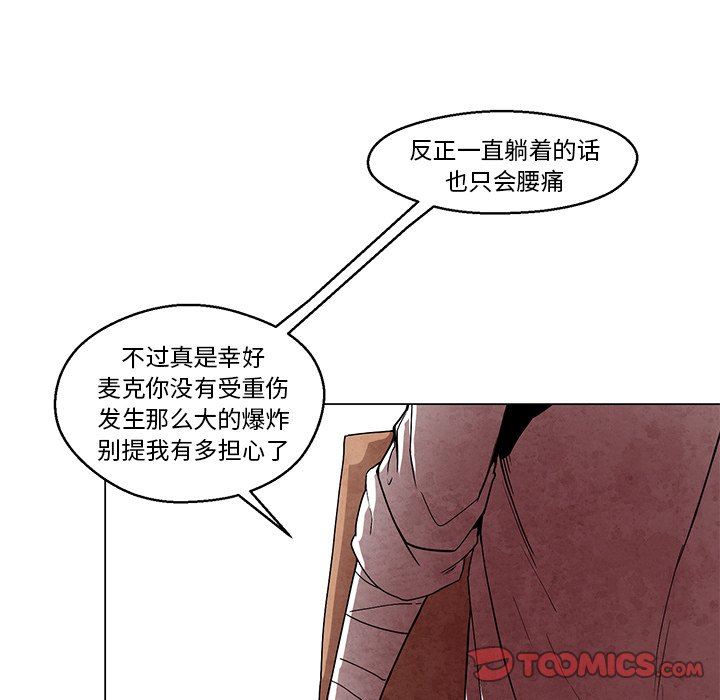 反正一直躺着的话
也只会腰痛
不过真是幸好
麦克你没有受重伤
发生那么大的爆炸
别提我有多担心了
TOOMICS.COM